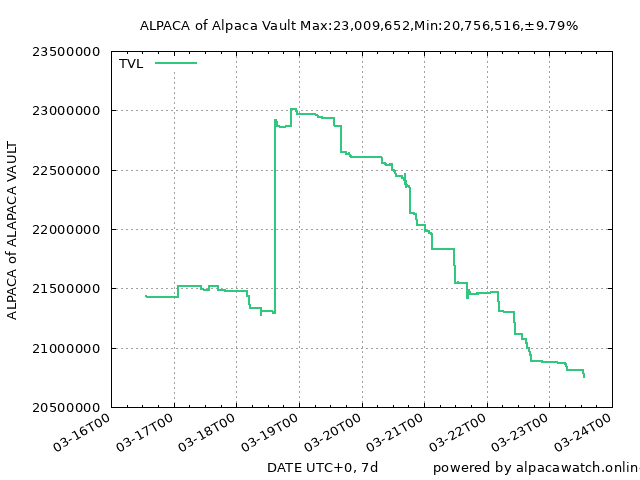 ALPACA of Alpaca Vault Max:23,009,652,Min:20,756,516,±9.79%
TVL
23500000
23000000
22500000
22000000
21500000
21000000
20500000
ALPACA of ALAPACA VAULT
03-16T00
03-17T00
03-18T00
03-19T00
03-20T00
03-21T00
03-22T00
03-23T00
03-24T00
DATE UTC+0, 7d
powered by alpacawatch.onlin